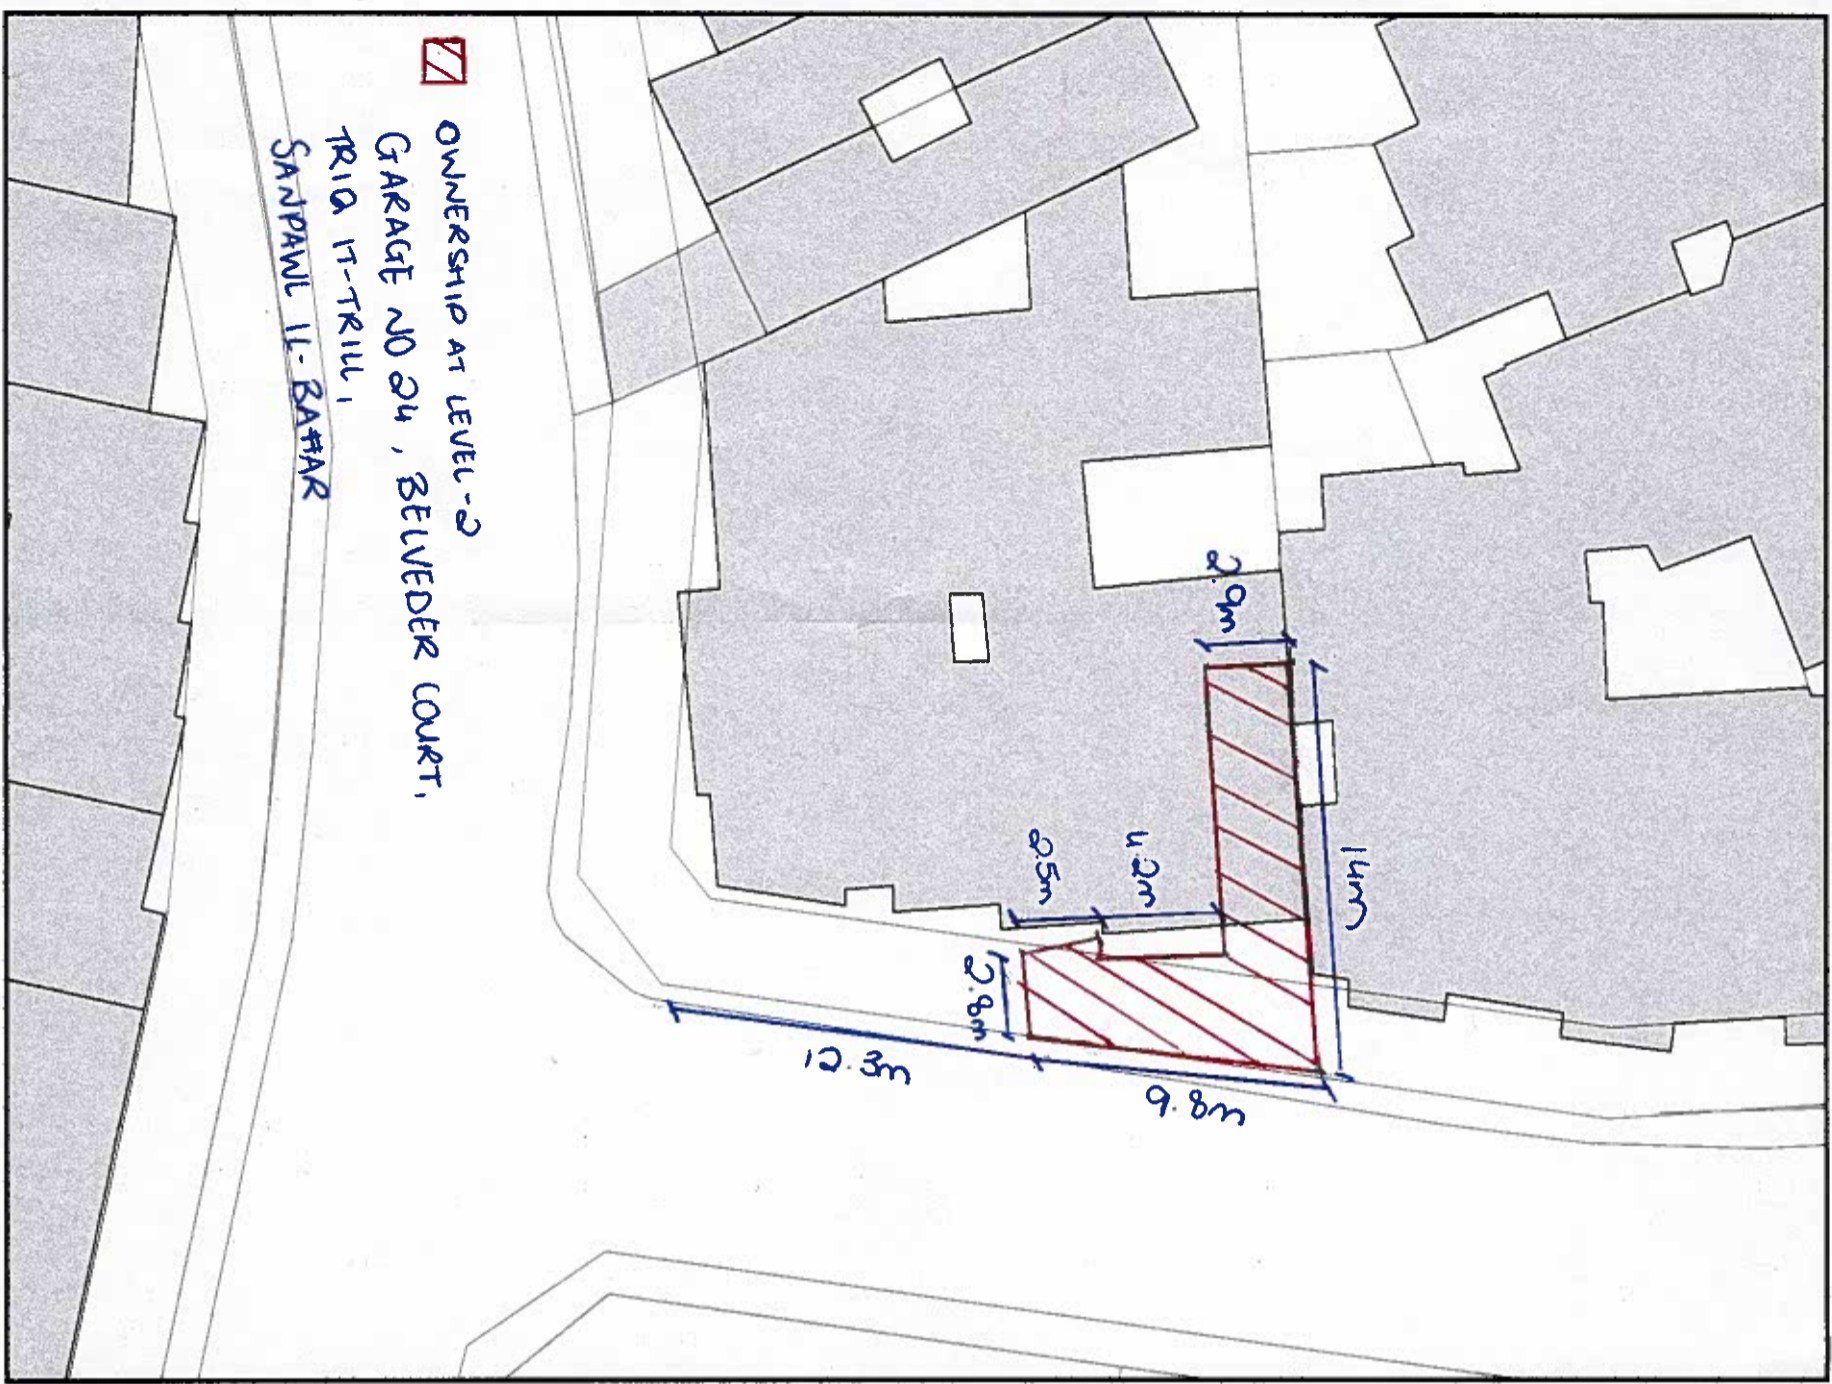 OWNERSHIP AT LEVEL -2
GARAGE NO 24, BELVEDER COURT,
TRIQ IT-TRILL,
SANPAWL IL-BAĦAR
2.9m
14m
4.2m
2.5m
2.8m
12.3m
9.8m